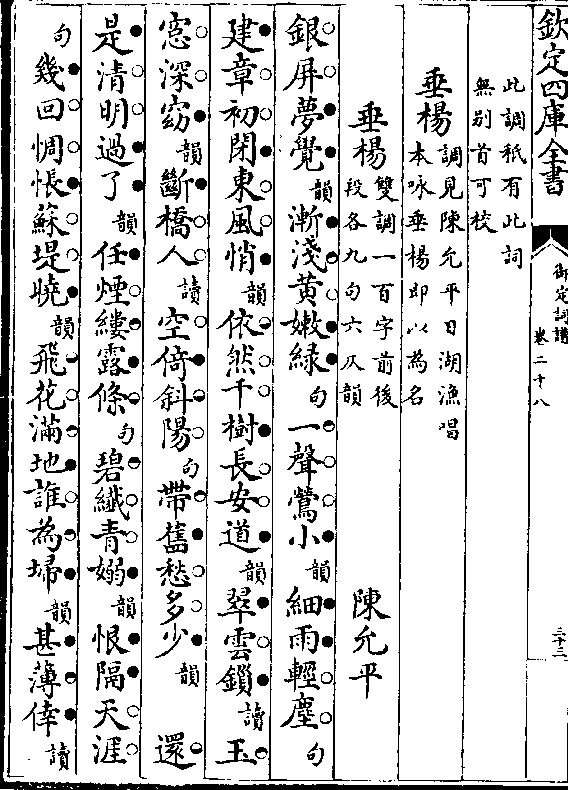 欽定四庫全書
御定詞譜
卷二十八
二十三
此調祗有此詞
無別首可校
垂楊
調見陳允平日湖漁唱
本咏垂楊即以為名
垂楊
雙調一百字前後
段各九句六仄韻
陳允平
銀屏夢覺韻漸淺黃嫩綠句一聲鶯小韻細雨輕塵句
建章初閉東風悄韻依然千樹長安道韻翠雲鎖讀玉
窓深窈韻斷橋人讀空倚斜陽句帶舊愁多少韻還
是清明過了韻任煙縷露條句碧纖青嫋韻恨隔天涯
句幾回惆悵蘇堤曉韻飛花滿地誰為埽韻甚薄倖讀